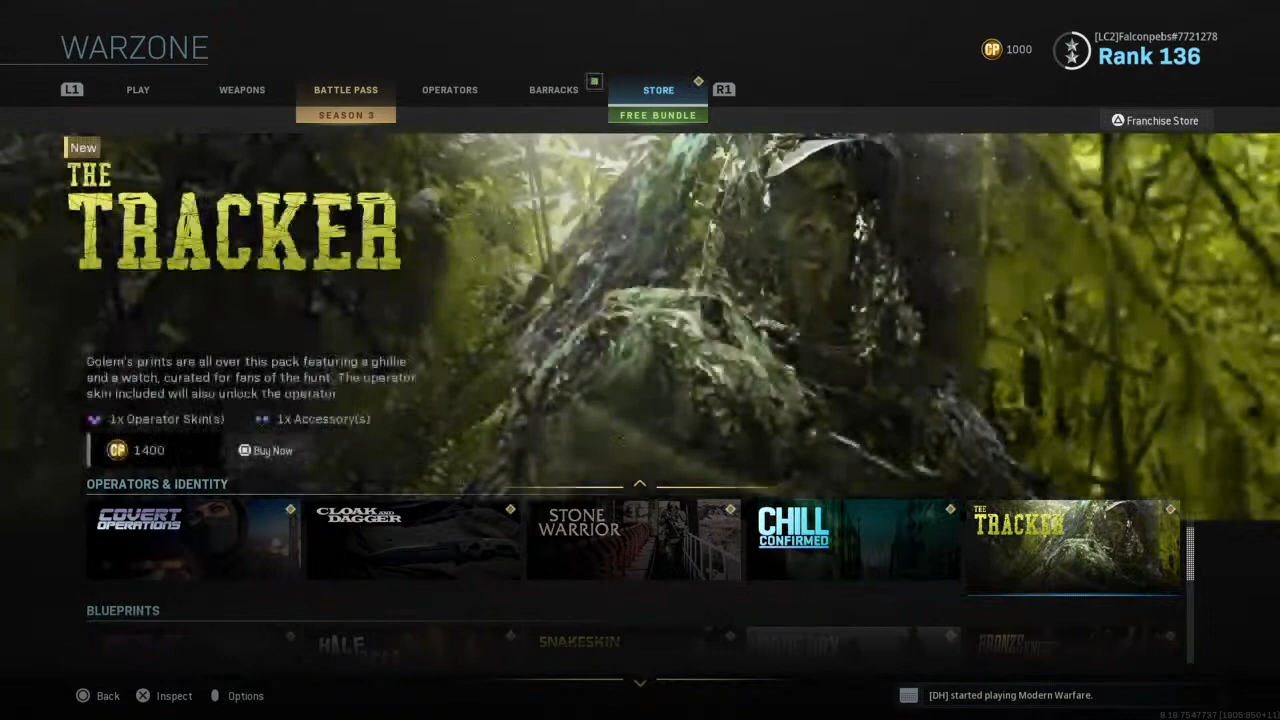 WARZONE
CP 1000
[LC2]Falconpebs#7721278
Rank 136
L1
PLAY
WEAPONS
BATTLE PASS
SEASON 3
OPERATORS
BARRACKS
STORE
FREE BUNDLE
R1
Franchise Store
New
THE
TRACKER
Golem's prints are all over this pack featuring a ghillie
and a watch, curated for fans of the hunt. The operator
skin included will also unlock the operator
1x Operator Skin(s)
1x Accessory(s)
CP 1400
Buy Now
OPERATORS & IDENTITY
COVERT
OPERATIONS
CLOAK AND
DAGGER
STONE
WARRIOR
CHILL
CONFIRMED
THE
TRACKER
BLUEPRINTS
SNAKESKIN
BRONZE
Back
Inspect
Options
[DH] started playing Modern Warfare.